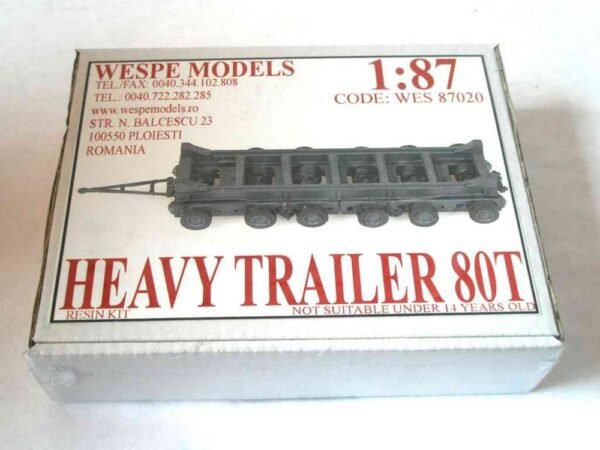 WESPE MODELS
TEL./FAX: 0040.344.102.808
TEL.: 0040.722.282.285
www.wespemodels.ro
STR. N. BALCESCU 23
100550 PLOIESTI
ROMANIA
1:87
CODE: WES 87020
HEAVY TRAILER 80T
RESIN KIT
NOT SUITABLE UNDER 14 YEARS OLD